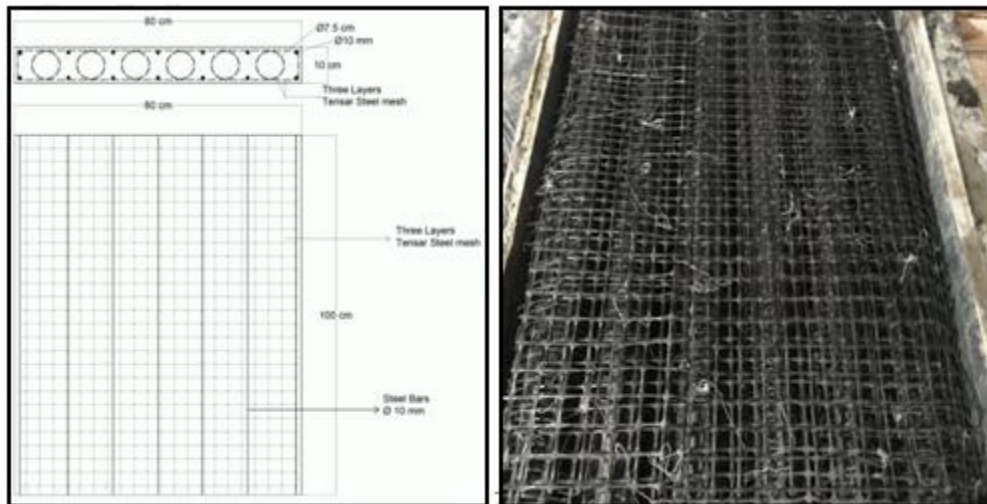 80 cm
Ø7.5 cm
Ø10 mm
10 cm
Three Layers
Tensar Steel mesh
80 cm
Three Layers
Tensar Steel mesh
100 cm
Steel Bars
Ø 10 mm